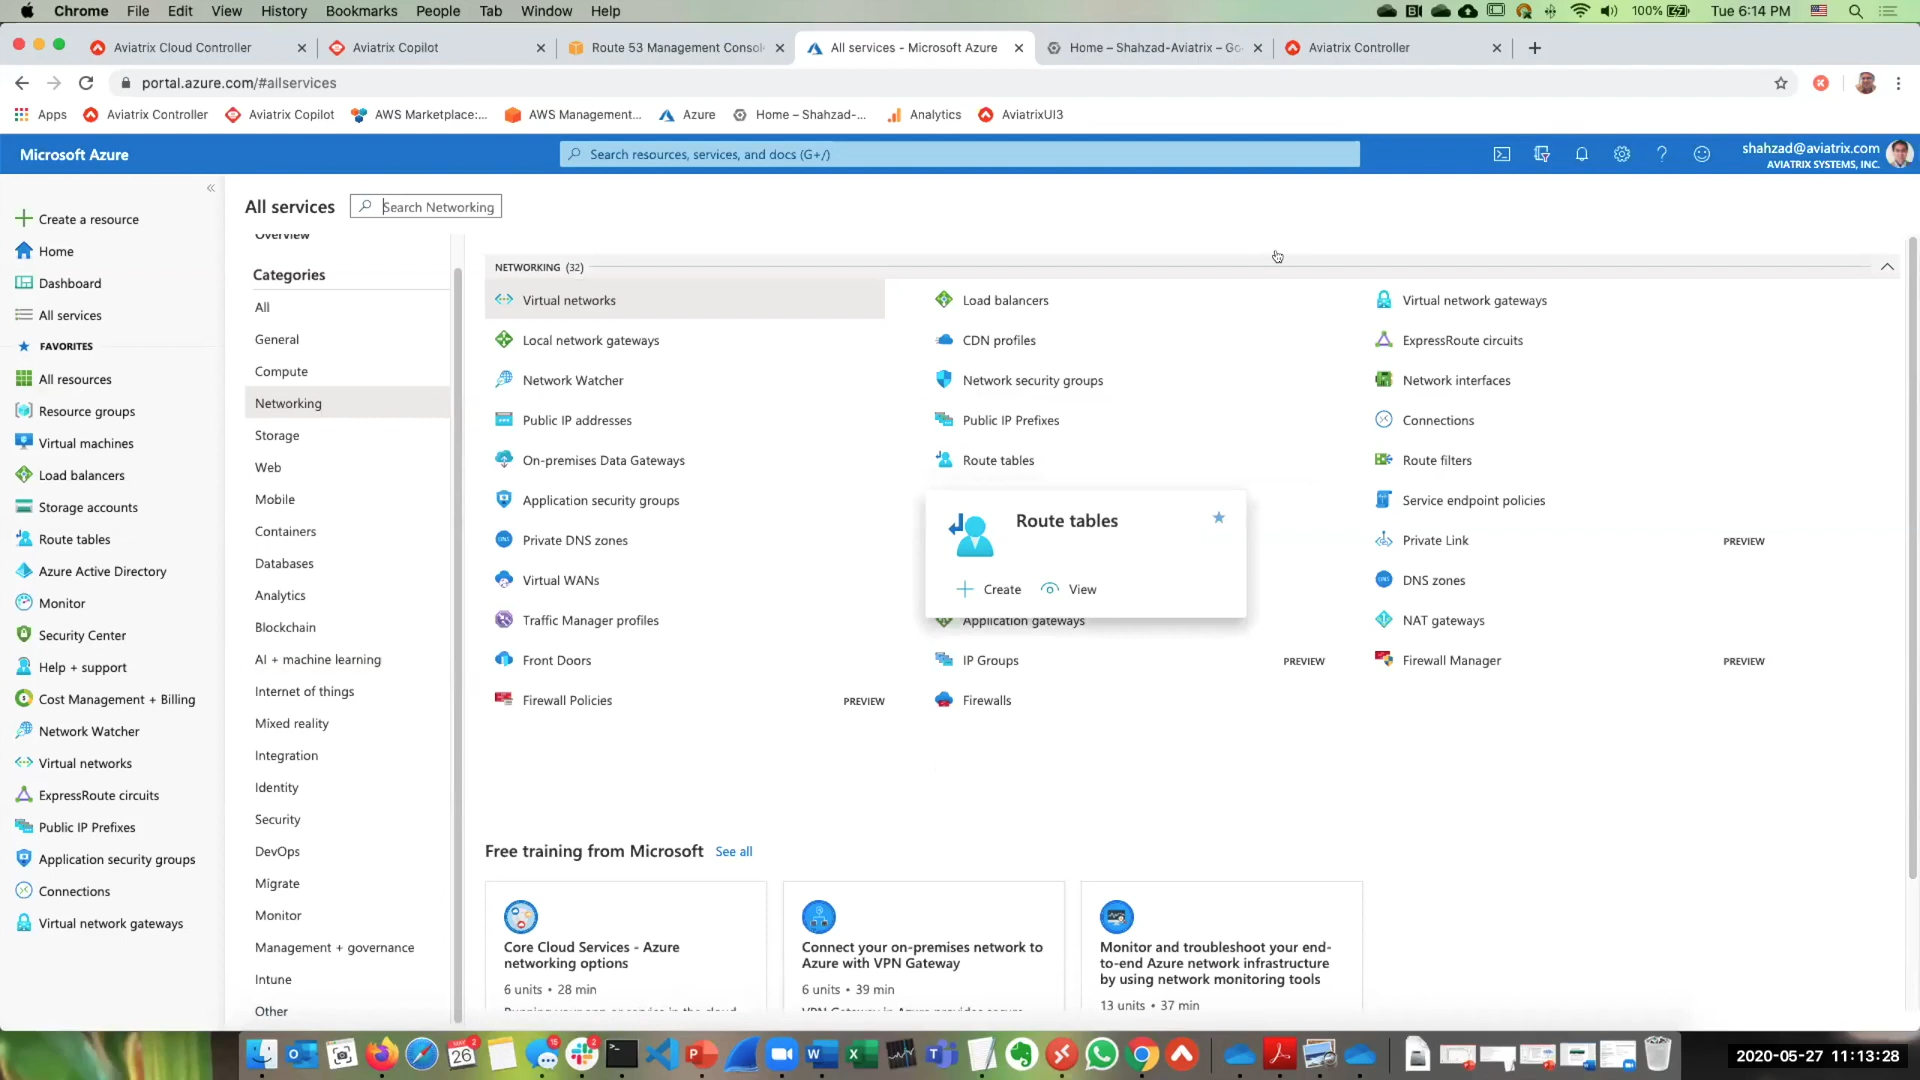 Chrome File Edit View History Bookmarks People Tab Window Help
100% Tue 6:14 PM
Aviatrix Cloud Controller
Aviatrix Copilot
Route 53 Management Consol
All services - Microsoft Azure
Home – Shahzad-Aviatrix – Go
Aviatrix Controller
portal.azure.com/#allservices
Apps
Aviatrix Controller
Aviatrix Copilot
AWS Marketplace:...
AWS Management...
Azure
Home – Shahzad-...
Analytics
AviatrixUI3
Microsoft Azure
Search resources, services, and docs (G+/)
shahzad@aviatrix.com
AVIATRIX SYSTEMS, INC.
Create a resource
Home
Dashboard
All services
FAVORITES
All resources
Resource groups
Virtual machines
Load balancers
Storage accounts
Route tables
Azure Active Directory
Monitor
Security Center
Help + support
Cost Management + Billing
Network Watcher
Virtual networks
ExpressRoute circuits
Public IP Prefixes
Application security groups
Connections
Virtual network gateways
All services
Search Networking
Overview
Categories
All
General
Compute
Networking
Storage
Web
Mobile
Containers
Databases
Analytics
Blockchain
AI + machine learning
Internet of things
Mixed reality
Integration
Identity
Security
DevOps
Migrate
Monitor
Management + governance
Intune
Other
NETWORKING (32)
Virtual networks
Load balancers
Virtual network gateways
Local network gateways
CDN profiles
ExpressRoute circuits
Network Watcher
Network security groups
Network interfaces
Public IP addresses
Public IP Prefixes
Connections
On-premises Data Gateways
Route tables
Route filters
Application security groups
Service endpoint policies
Route tables
Create
View
Private DNS zones
Private Link PREVIEW
Virtual WANs
DNS zones
Traffic Manager profiles
Application gateways
NAT gateways
Front Doors
IP Groups PREVIEW
Firewall Manager PREVIEW
Firewall Policies PREVIEW
Firewalls
Free training from Microsoft See all
Core Cloud Services - Azure
networking options
6 units • 28 min
Connect your on-premises network to
Azure with VPN Gateway
6 units • 39 min
Monitor and troubleshoot your end-
to-end Azure network infrastructure
by using network monitoring tools
13 units • 37 min
2020-05-27 11:13:28